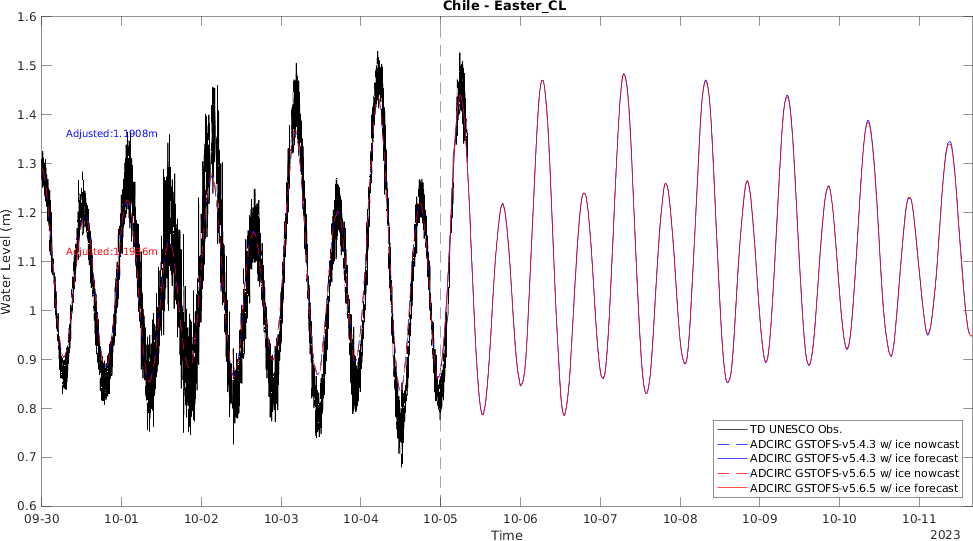 Chile - Easter_CL
1.6
1.5
1.4
1.3
1.2
1.1
1
0.9
0.8
0.7
0.6
Water Level (m)
Adjusted:1.1908m
Adjusted:1.1936m
TD UNESCO Obs.
ADCIRC GSTOFS-v5.4.3 w/ ice nowcast
ADCIRC GSTOFS-v5.4.3 w/ ice forecast
ADCIRC GSTOFS-v5.6.5 w/ ice nowcast
ADCIRC GSTOFS-v5.6.5 w/ ice forecast
09-30 10-01 10-02 10-03 10-04 10-05 10-06 10-07 10-08 10-09 10-10 10-11
Time
2023